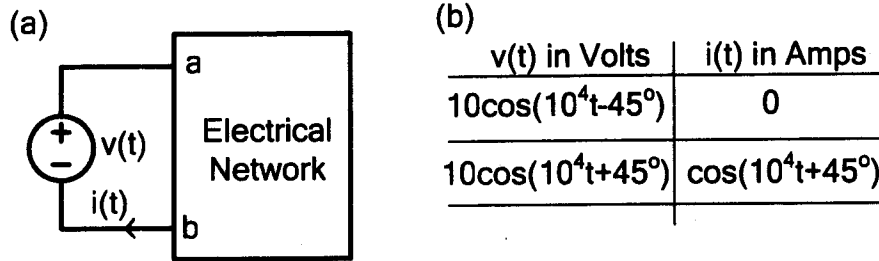 (a)
a
+
−
v(t)
Electrical
Network
i(t)
b
(b)
v(t) in Volts i(t) in Amps
10cos(10⁴t-45°) 0
10cos(10⁴t+45°) cos(10⁴t+45°)